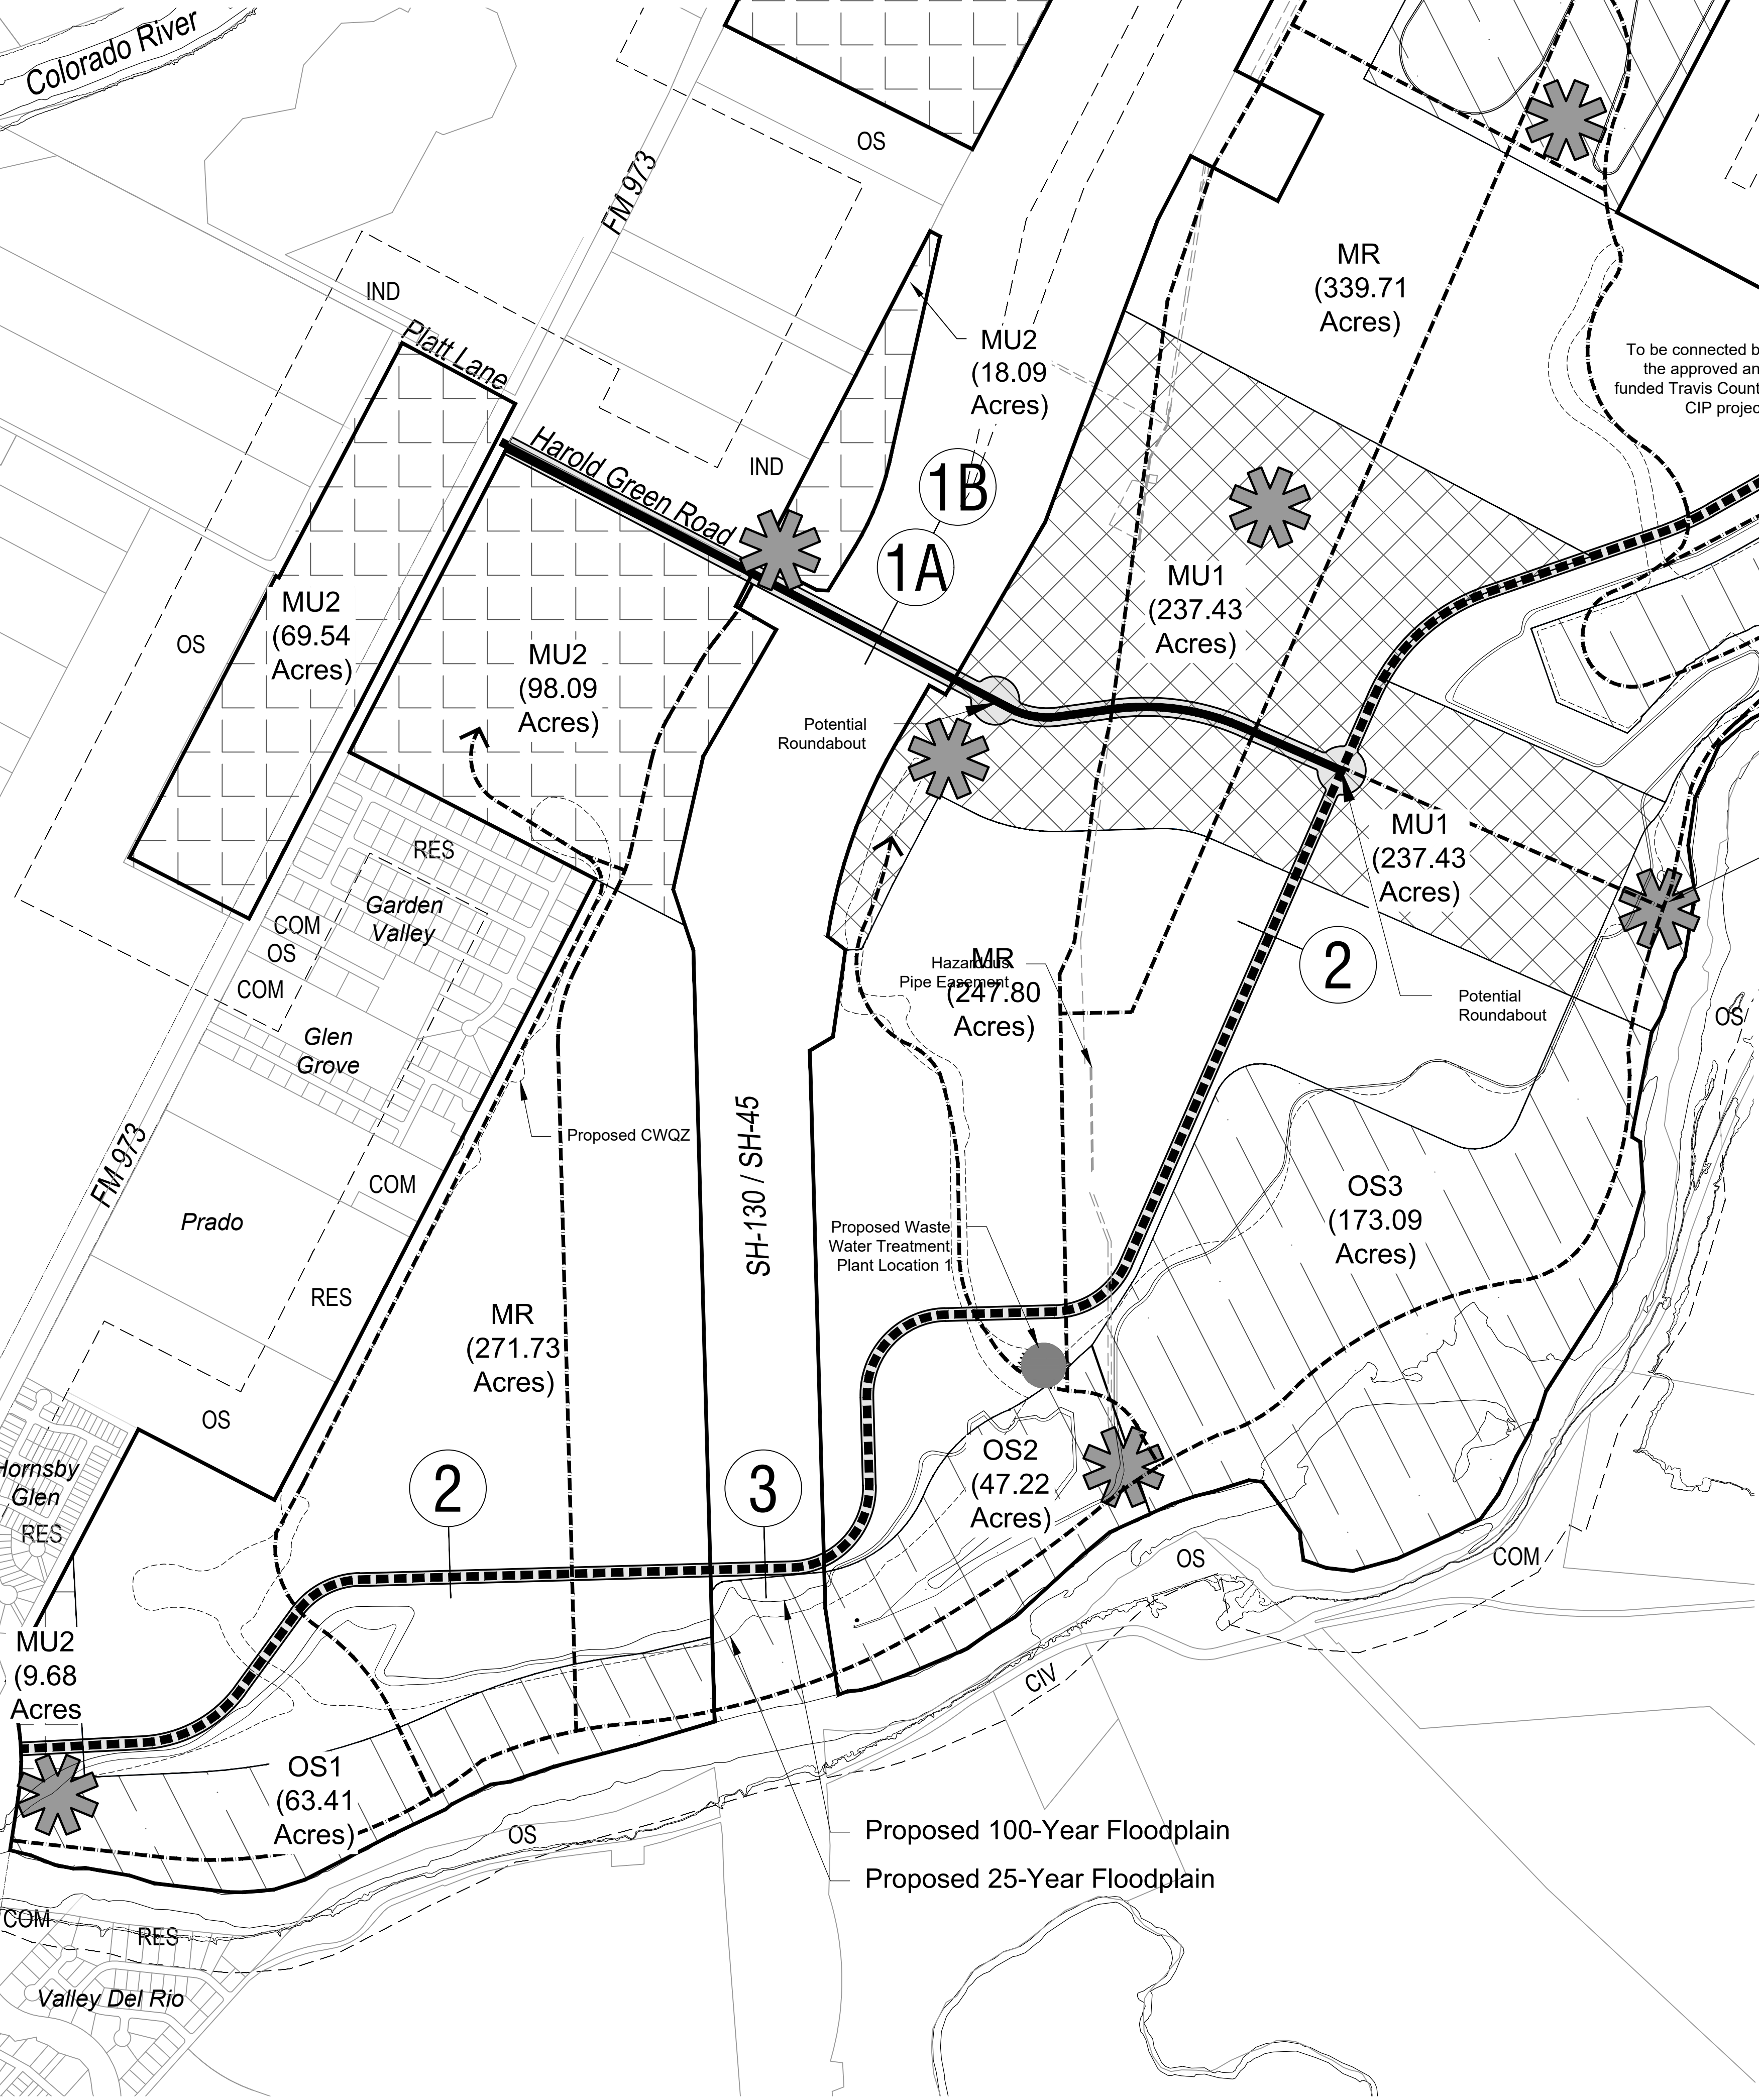 Colorado River
FM 973
OS
IND
Platt Lane
MR
(339.71
Acres)
MU2
(18.09
Acres)
To be connected b
the approved an
funded Travis Count
CIP projec
Harold Green Road
IND
1B
1A
MU1
(237.43
Acres)
MU2
(69.54
Acres)
OS
MU2
(98.09
Acres)
Potential
Roundabout
MU1
(237.43
Acres)
RES
Garden
Valley
COM
OS
COM
Glen
Grove
Hazardous
Pipe Easement
MR
(247.80
Acres)
2
Potential
Roundabout
OS
Proposed CWQZ
FM 973
COM
Prado
SH-130 / SH-45
OS3
(173.09
Acres)
Proposed Waste
Water Treatment
Plant Location 1
RES
MR
(271.73
Acres)
OS
Hornsby
Glen
RES
2
3
OS2
(47.22
Acres)
OS
COM
MU2
(9.68
Acres
CIV
OS1
(63.41
Acres)
OS
Proposed 100-Year Floodplain
Proposed 25-Year Floodplain
COM
RES
Valley Del Rio